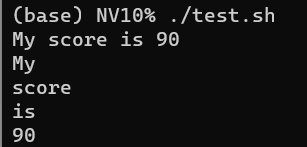 (base) NV10% ./test.sh
My score is 90
My
score
is
90